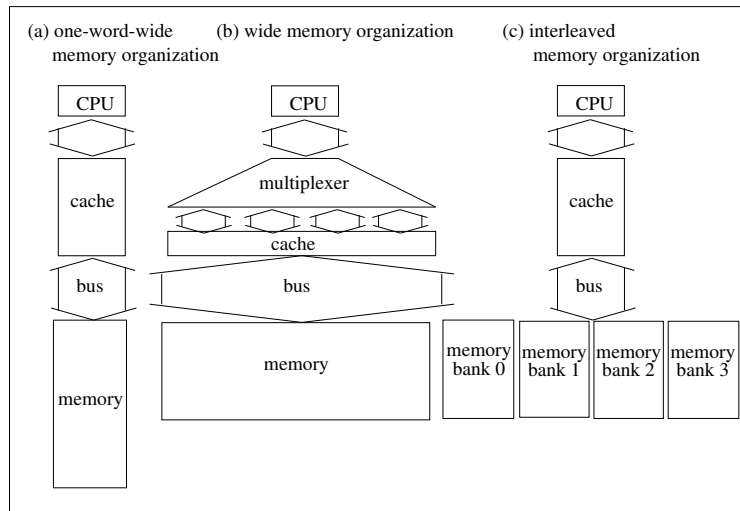 (a) one-word-wide
memory organization
CPU
cache
bus
memory
(b) wide memory organization
CPU
multiplexer
cache
bus
memory
(c) interleaved
memory organization
CPU
cache
bus
memory
bank 0
memory
bank 1
memory
bank 2
memory
bank 3